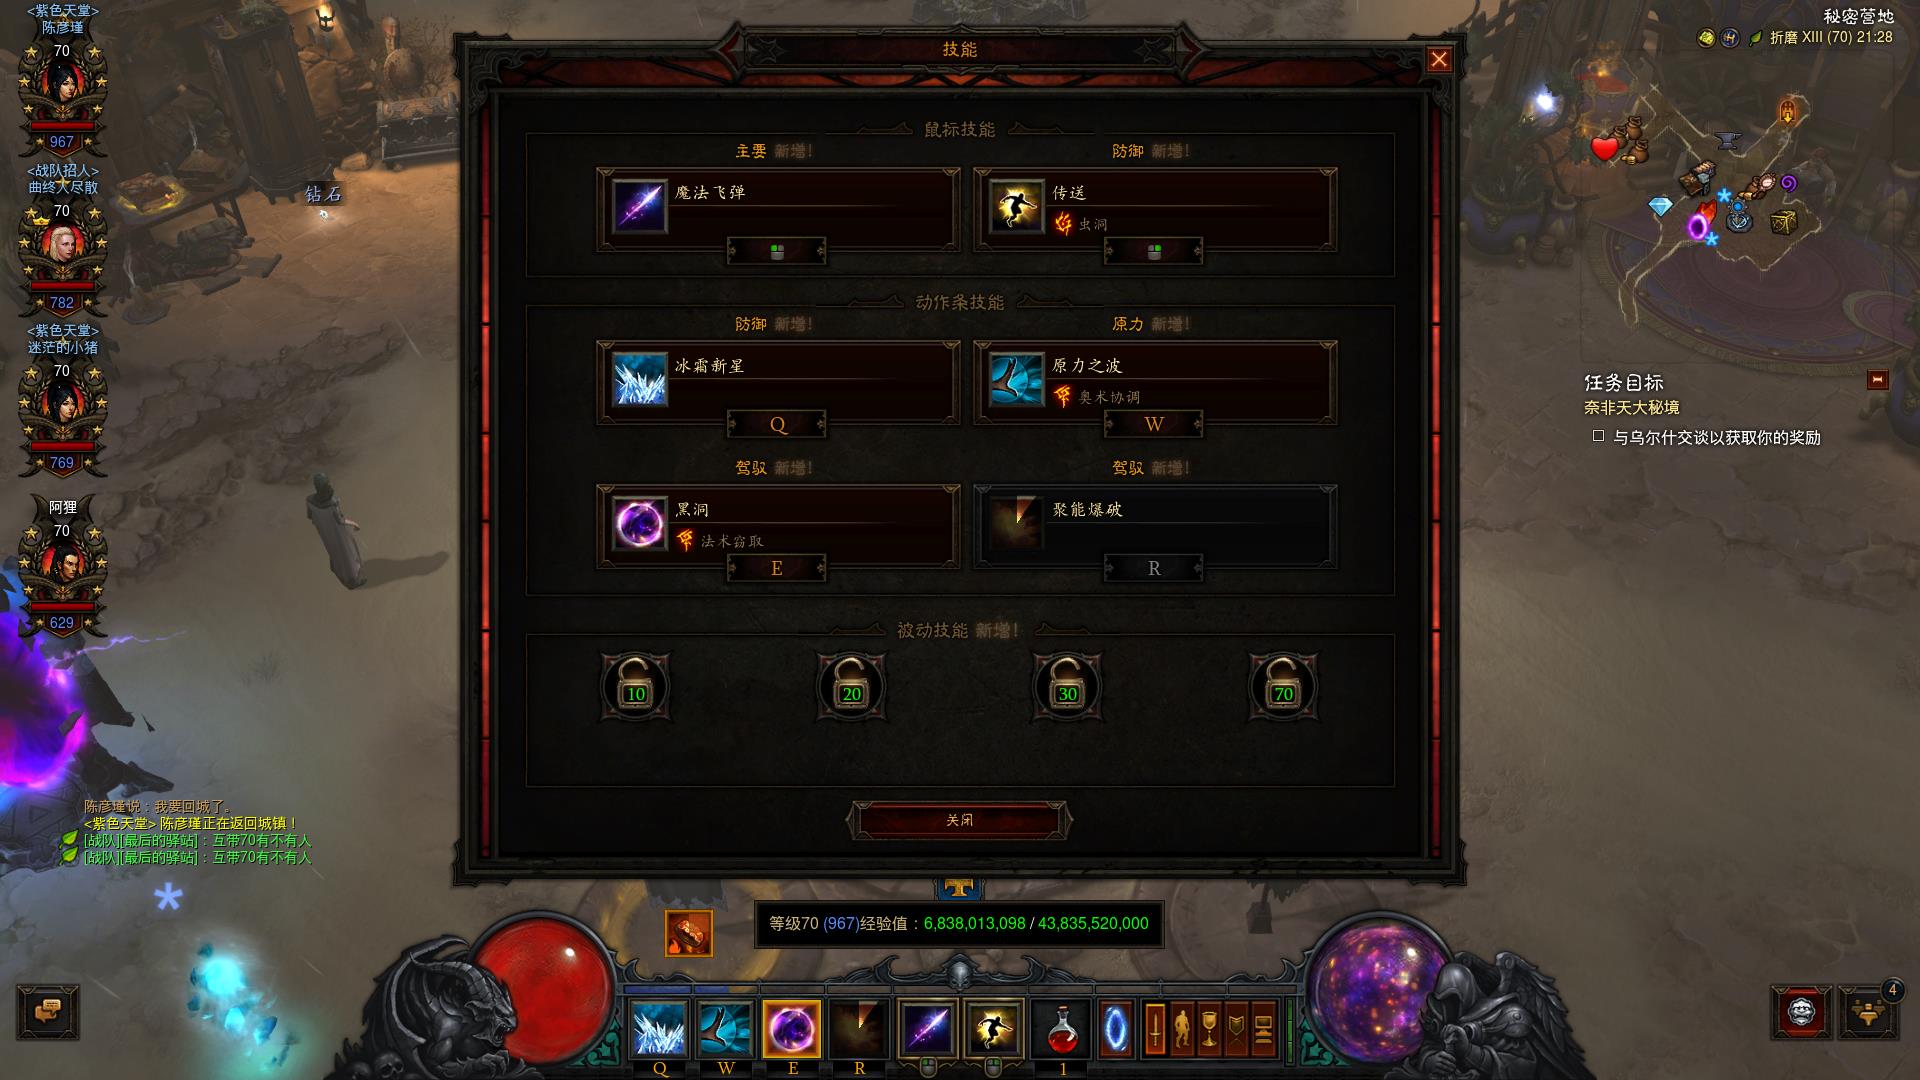 <紫色天堂>
陈彦瑾
70
967
<战队招人>
曲终人尽散
70
782
<紫色天堂>
迷茫的小猪
70
769
阿狸
70
629
钻石
技能
鼠标技能
主要 新增!
防御 新增!
魔法飞弹
传送
虫洞
动作条技能
防御 新增!
原力 新增!
冰霜新星
原力之波
奥术协调
Q
W
驾驭 新增!
驾驭 新增!
黑洞
聚能爆破
法术窃取
E
R
被动技能 新增!
10
20
30
70
关闭
秘密营地
折磨 XIII (70) 21:28
任务目标
奈非天大秘境
与乌尔什交谈以获取你的奖励
陈彦瑾说：我要回城了。
<紫色天堂> 陈彦瑾正在返回城镇！
[战队][最后的驿站]：互带70有不有人
[战队][最后的驿站]：互带70有不有人
等级70 (967)经验值：6,838,013,098 / 43,835,520,000
Q
W
E
R
1
4